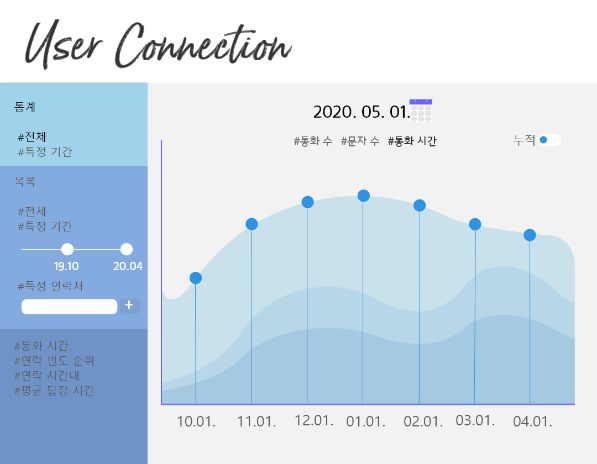 User Connection
통계
#전체
#특정 기간
목록
#전체
#특정 기간
19.10 20.04
#특정 연락처
+
#통화 시간
#연락 빈도 순위
#연락 시간대
#평균 답장 시간
2020. 05. 01.
#통화 수 #문자 수 #통화 시간
누적
10.01. 11.01. 12.01. 01.01. 02.01. 03.01. 04.01.